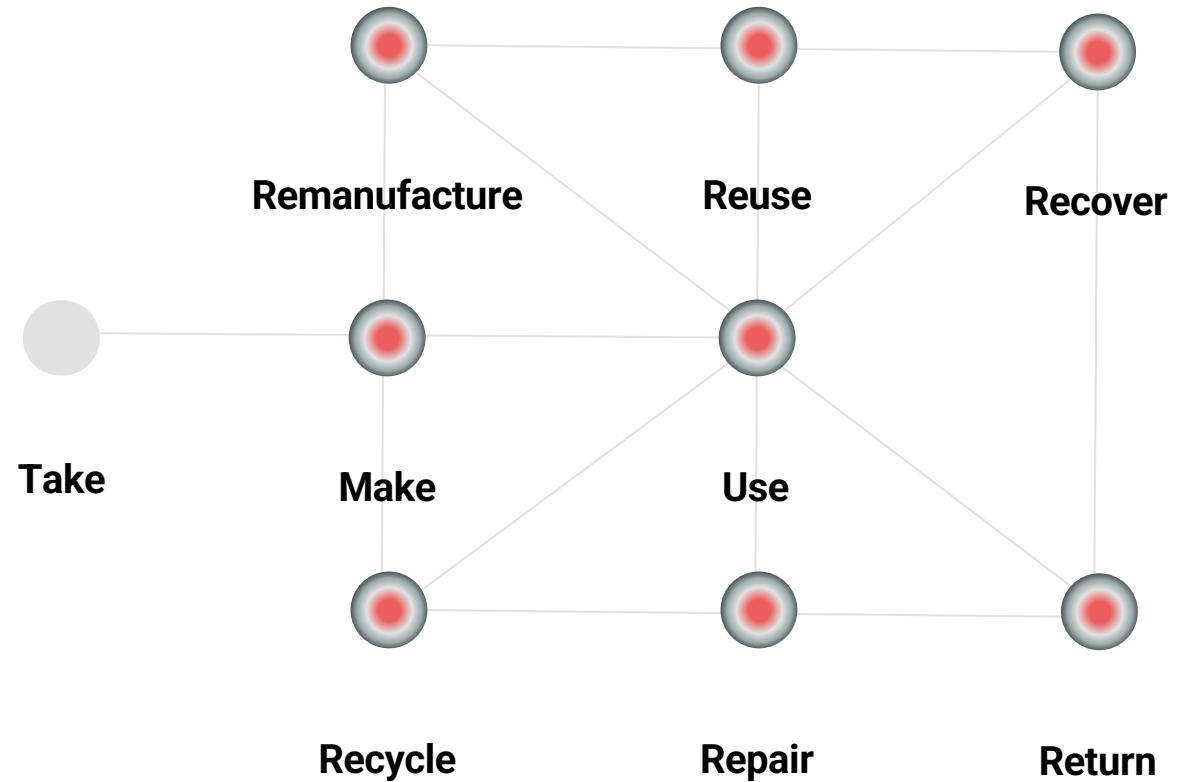 Remanufacture
Reuse
Recover
Take
Make
Use
Recycle
Repair
Return